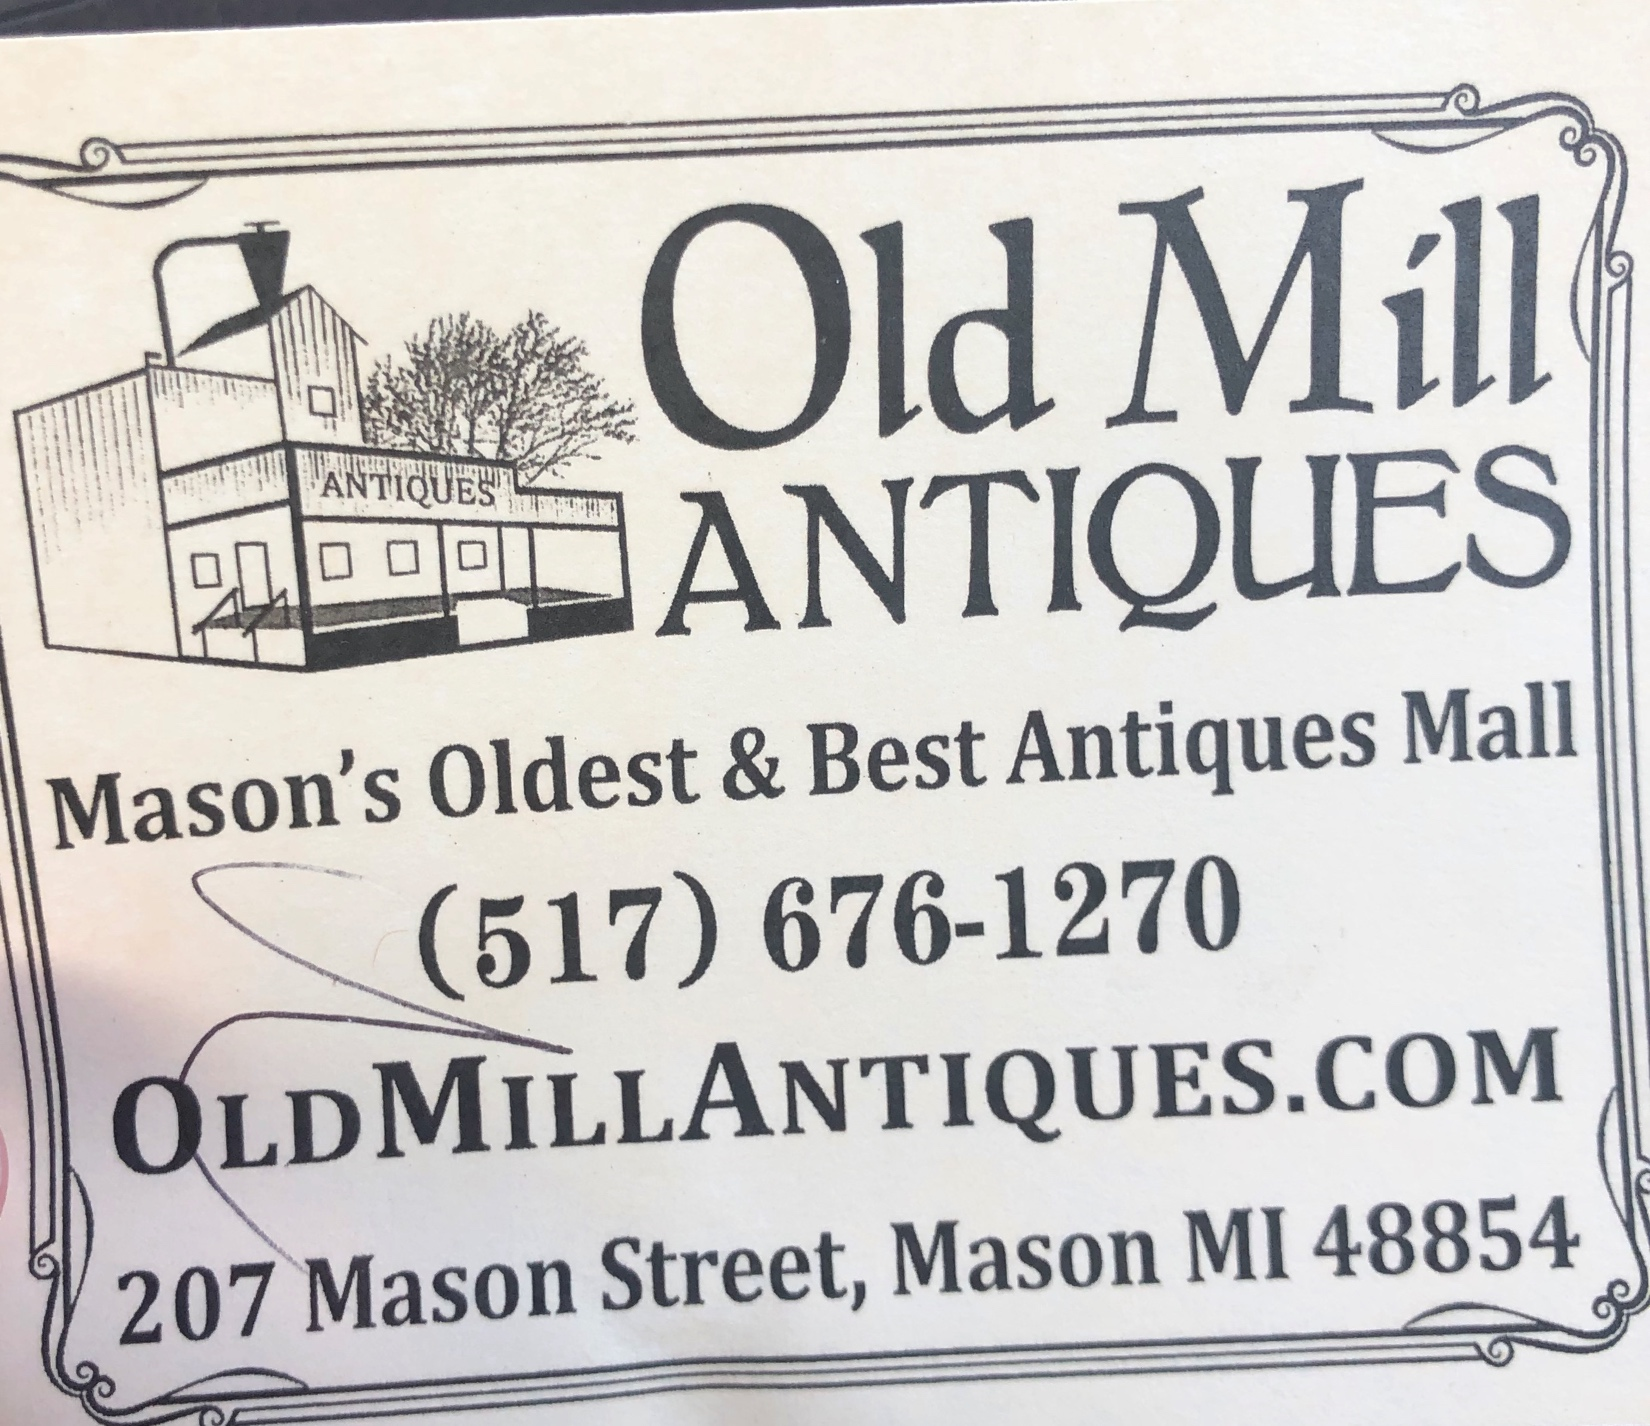 Old Mill
ANTIQUES
ANTIQUES
Mason's Oldest & Best Antiques Mall
(517) 676-1270
OLDMILLANTIQUES.COM
207 Mason Street, Mason MI 48854